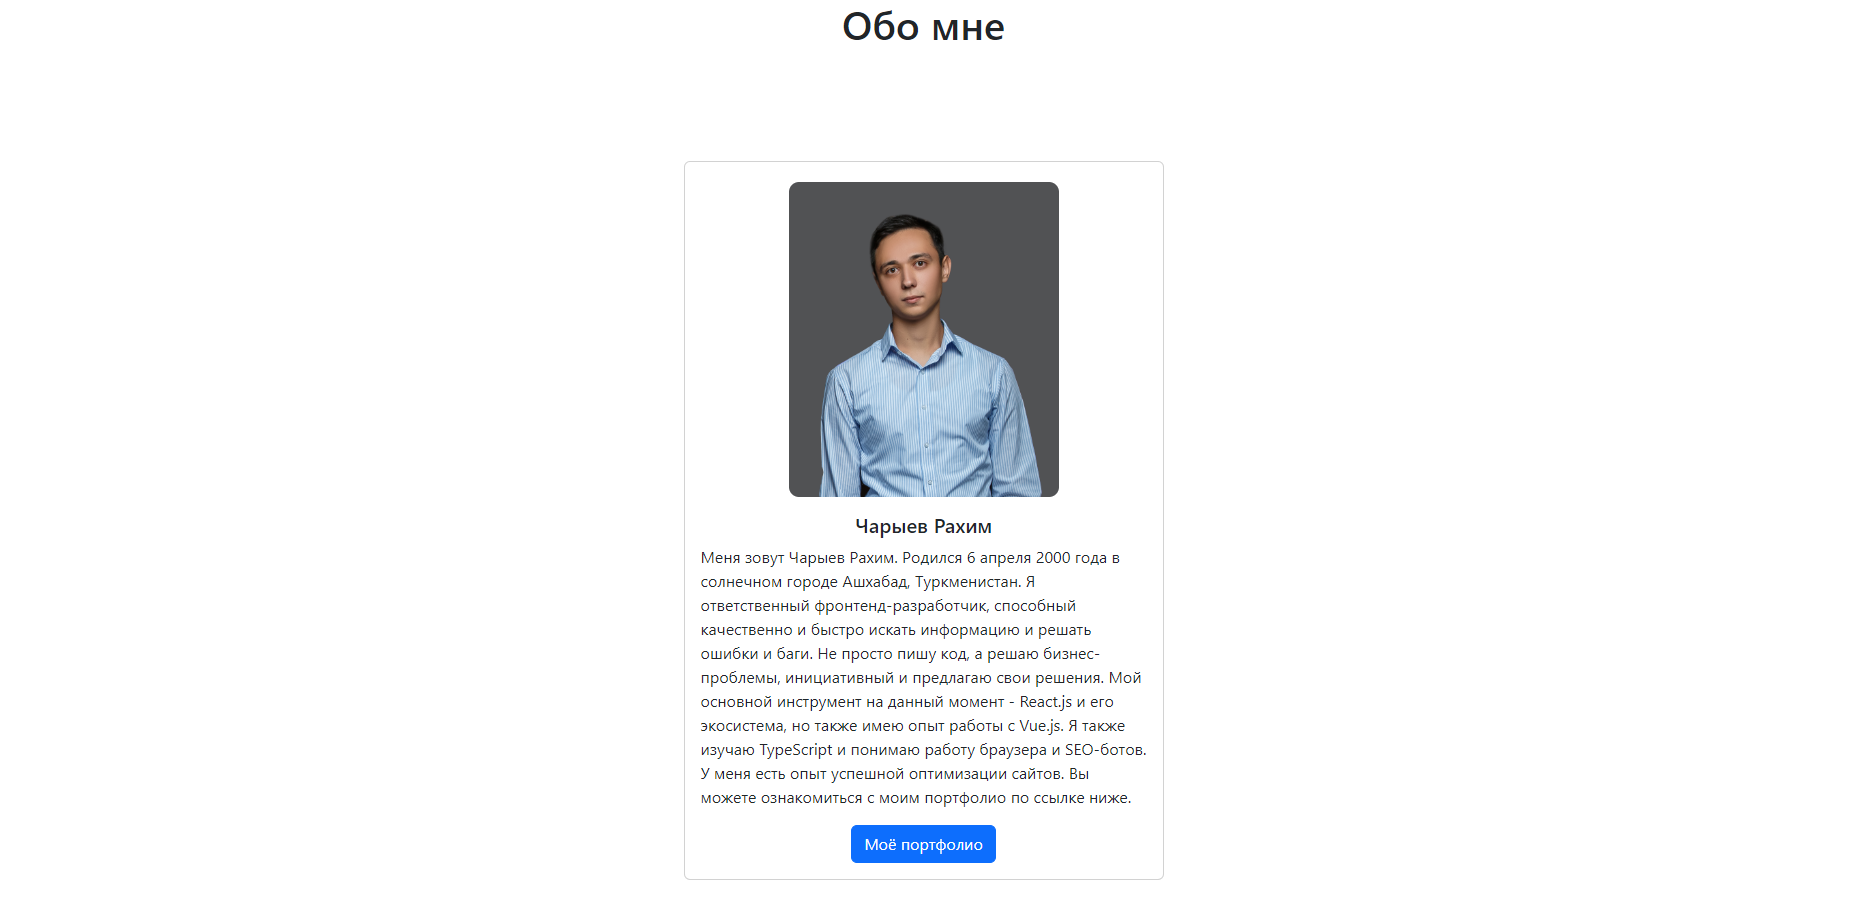 Обо мне
Чарыев Рахим
Меня зовут Чарыев Рахим. Родился 6 апреля 2000 года в
солнечном городе Ашхабад, Туркменистан. Я
ответственный фронтенд-разработчик, способный
качественно и быстро искать информацию и решать
ошибки и баги. Не просто пишу код, а решаю бизнес-
проблемы, инициативный и предлагаю свои решения. Мой
основной инструмент на данный момент - React.js и его
экосистема, но также имею опыт работы с Vue.js. Я также
изучаю TypeScript и понимаю работу браузера и SEO-ботов.
У меня есть опыт успешной оптимизации сайтов. Вы
можете ознакомиться с моим портфолио по ссылке ниже.
Моё портфолио